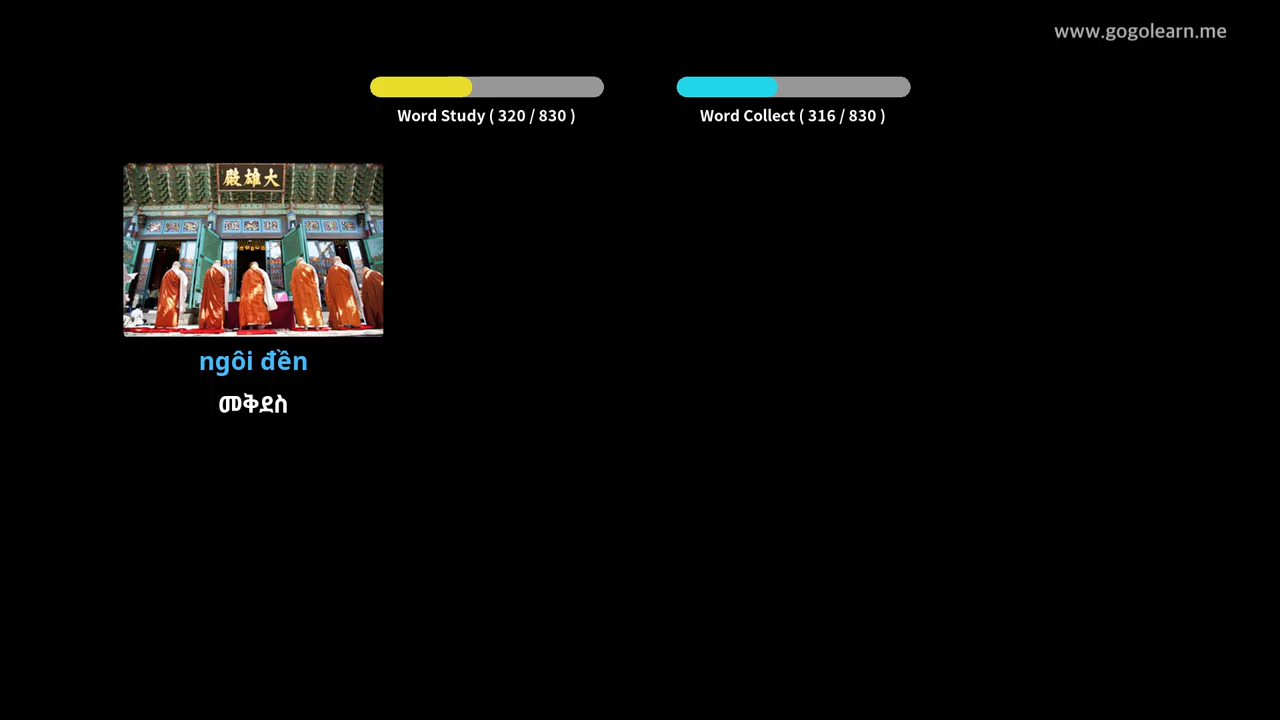 www.gogolearn.me
Word Study ( 320 / 830 )
Word Collect ( 316 / 830 )
殿雄大
ngôi đền
መቅደስ